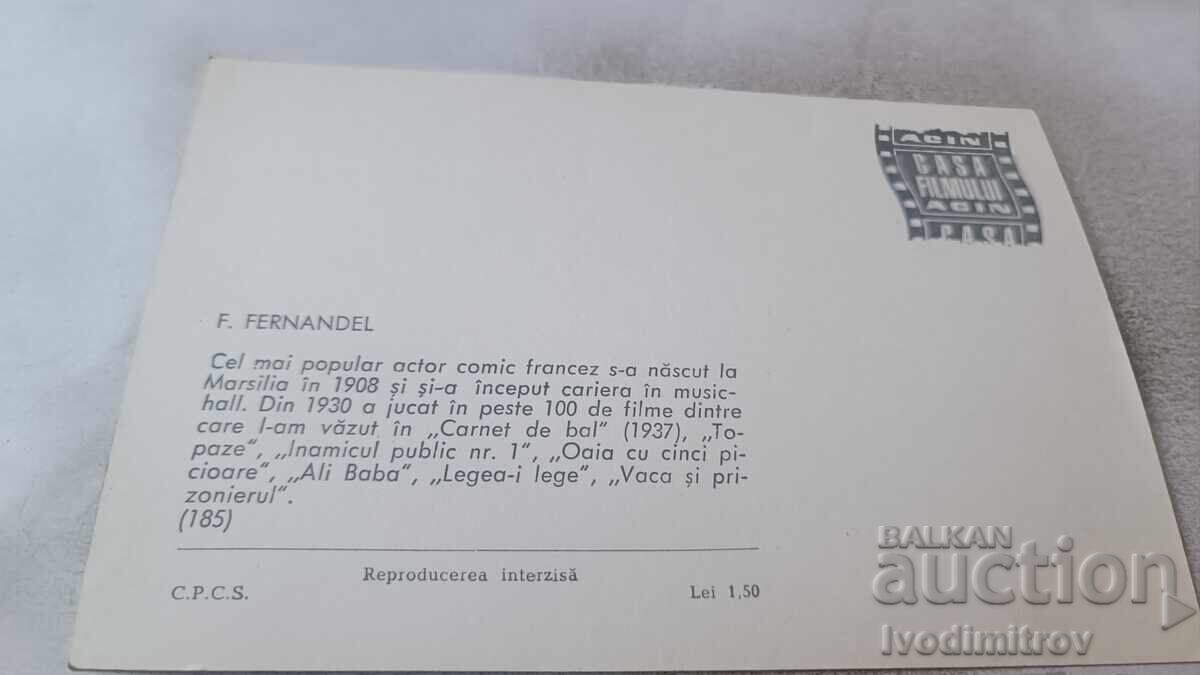 ACIN
CASA
FILMULUI
ACIN
CASA
F. FERNANDEL
Cel mai popular actor comic francez s-a născut la
Marsilia în 1908 și și-a început cariera în music-
hall. Din 1930 a jucat în peste 100 de filme dintre
care l-am văzut în „Carnet de bal" (1937), „To-
paze", „Inamicul public nr. 1", „Oaia cu cinci pi-
cioare", „Ali Baba", „Legea-i lege", „Vaca și pri-
zonierul".
(185)
Reproducerea interzisă
C.P.C.S. Lei 1,50
BALKAN
auction
Ivodimitrov